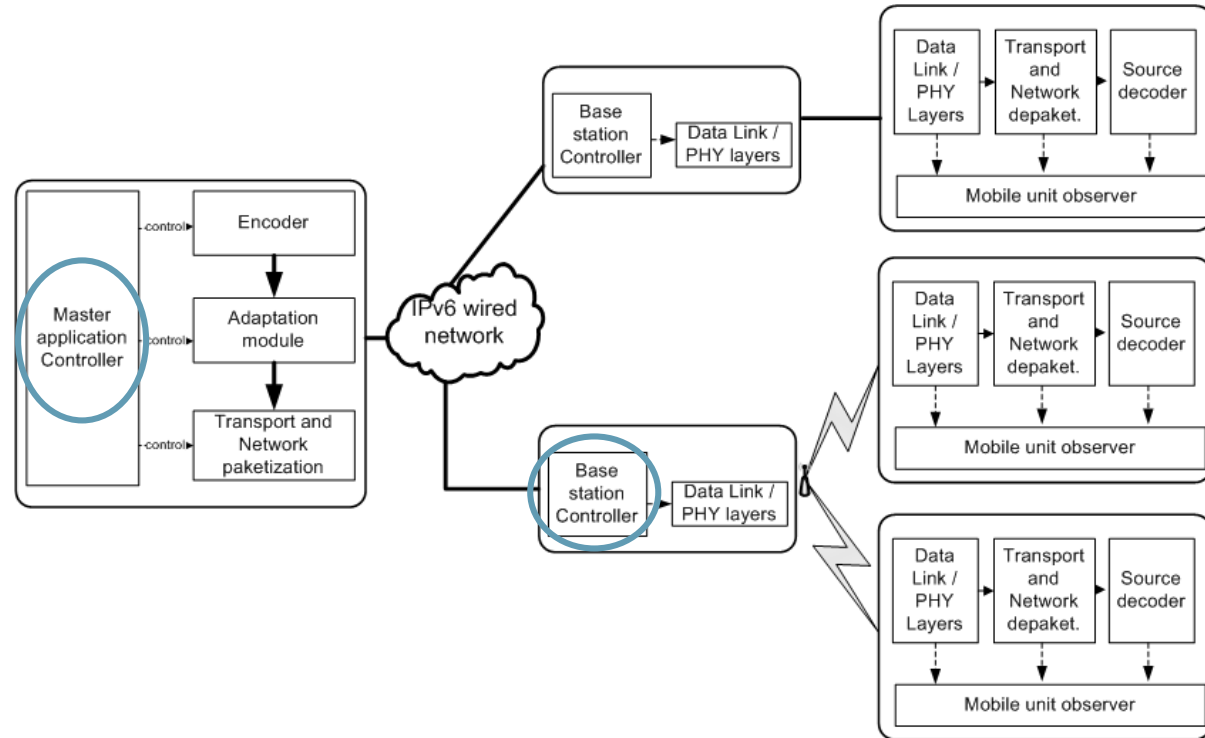 Master
application
Controller
control
Encoder
control
Adaptation
module
control
Transport and
Network
paketization
IPv6 wired
network
Base
station
Controller
Data Link /
PHY layers
Data
Link /
PHY
Layers
Transport
and
Network
depaket.
Source
decoder
Mobile unit observer
Base
station
Controller
Data Link /
PHY layers
Data
Link /
PHY
Layers
Transport
and
Network
depaket.
Source
decoder
Mobile unit observer
Data
Link /
PHY
Layers
Transport
and
Network
depaket.
Source
decoder
Mobile unit observer